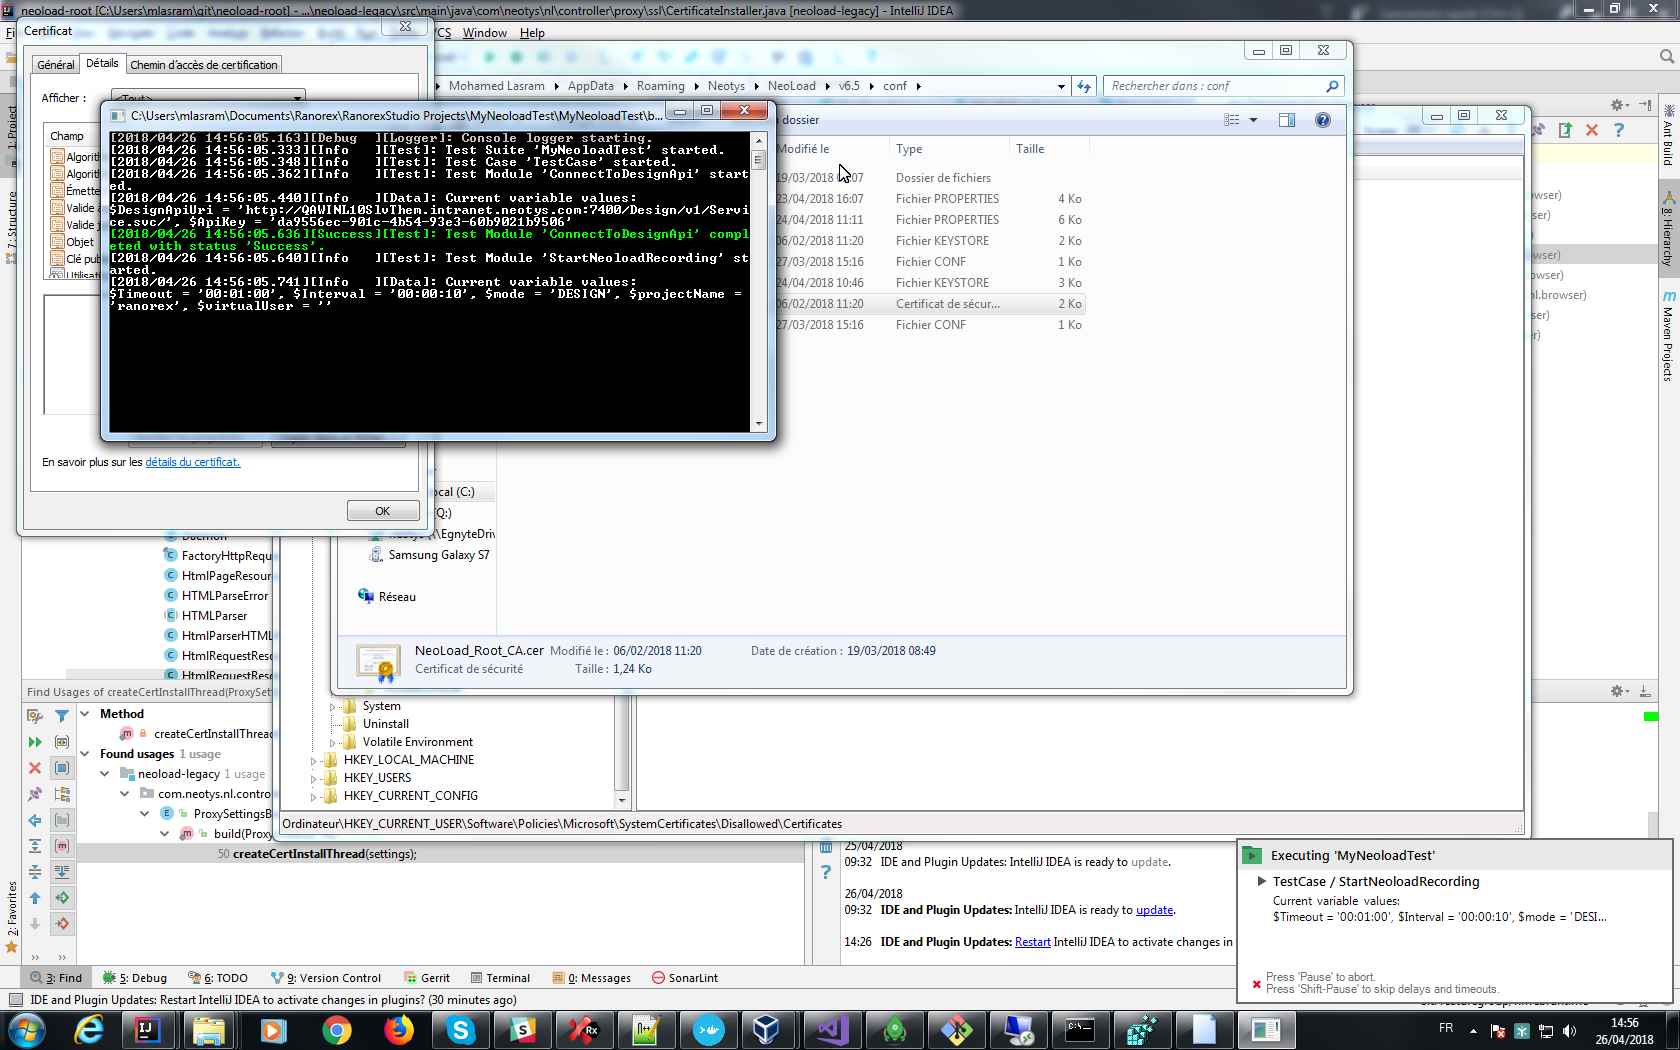 neoload-root [C:\Users\mlasram\git\neoload-root] - ...\neoload-legacy\src\main\java\com\neotys\nl\controller\proxy\ssl\CertificateInstaller.java [neoload-legacy] - IntelliJ IDEA
Certificat
CS Window Help
Général Détails Chemin d'accès de certification
Afficher : <Tout>
Champ
Algorith
Algorith
Émette
Valide à
Valide j
Objet
Clé pub
Utilisation
En savoir plus sur les détails du certificat.
OK
C:\Users\mlasram\Documents\Ranorex\RanorexStudio Projects\MyNeoloadTest\MyNeoloadTest\b...
[2018/04/26 14:56:05.163][Debug ][Logger]: Console logger starting.
[2018/04/26 14:56:05.333][Info ][Test]: Test Suite 'MyNeoloadTest' started.
[2018/04/26 14:56:05.348][Info ][Test]: Test Case 'TestCase' started.
[2018/04/26 14:56:05.362][Info ][Test]: Test Module 'ConnectToDesignApi' start
ed.
[2018/04/26 14:56:05.440][Info ][Data]: Current variable values:
$DesignApiUri = 'http://QAWINL10SlvThem.intranet.neotys.com:7400/Design/v1/Servi
ce.svc/', $ApiKey = 'da9556ec-901c-4b54-93e3-60b9021b9506'
[2018/04/26 14:56:05.636][Success][Test]: Test Module 'ConnectToDesignApi' compl
eted with status 'Success'.
[2018/04/26 14:56:05.640][Info ][Test]: Test Module 'StartNeoloadRecording' st
arted.
[2018/04/26 14:56:05.741][Info ][Data]: Current variable values:
$Timeout = '00:01:00', $Interval = '00:00:10', $mode = 'DESIGN', $projectName =
'ranorex', $virtualUser = ''
Mohamed Lasram AppData Roaming Neotys NeoLoad v6.5 conf
Rechercher dans : conf
dossier
Modifié le Type Taille
19/03/2018 07 Dossier de fichiers
23/04/2018 16:07 Fichier PROPERTIES 4 Ko
24/04/2018 11:11 Fichier PROPERTIES 6 Ko
06/02/2018 11:20 Fichier KEYSTORE 2 Ko
27/03/2018 15:16 Fichier CONF 1 Ko
24/04/2018 10:46 Fichier KEYSTORE 3 Ko
06/02/2018 11:20 Certificat de sécur... 2 Ko
27/03/2018 15:16 Fichier CONF 1 Ko
ocal (C:)
Q:)
\EgnyteDriv
Samsung Galaxy S7
Réseau
NeoLoad_Root_CA.cer Modifié le : 06/02/2018 11:20 Date de création : 19/03/2018 08:49
Certificat de sécurité Taille : 1,24 Ko
System
Uninstall
Volatile Environment
HKEY_LOCAL_MACHINE
HKEY_USERS
HKEY_CURRENT_CONFIG
Ordinateur\HKEY_CURRENT_USER\Software\Policies\Microsoft\SystemCertificates\Disallowed\Certificates
1: Project
7: Structure
2: Favorites
Ant Build
8: Hierarchy
Maven Projects
Daemon
FactoryHttpReque
HtmlPageResour
HTMLParseError
HTMLParser
HtmlParserHTML
HtmlRequestReso
HtmlRequestReso
Find Usages of createCertInstallThread(ProxySett
Method
createCertInstallThread
Found usages 1 usage
neoload-legacy 1 usage
com.neotys.nl.contro
ProxySettingsB
build(Proxy
50 createCertInstallThread(settings);
25/04/2018
09:32 IDE and Plugin Updates: IntelliJ IDEA is ready to update.
26/04/2018
09:32 IDE and Plugin Updates: IntelliJ IDEA is ready to update.
14:26 IDE and Plugin Updates: Restart IntelliJ IDEA to activate changes in
Executing 'MyNeoloadTest'
TestCase / StartNeoloadRecording
Current variable values:
$Timeout = '00:01:00', $Interval = '00:00:10', $mode = 'DESI...
Press 'Pause' to abort.
Press 'Shift-Pause' to skip delays and timeouts.
3: Find 5: Debug 6: TODO 9: Version Control Gerrit Terminal 0: Messages SonarLint
IDE and Plugin Updates: Restart IntelliJ IDEA to activate changes in plugins? (30 minutes ago)
FR
14:56
26/04/2018